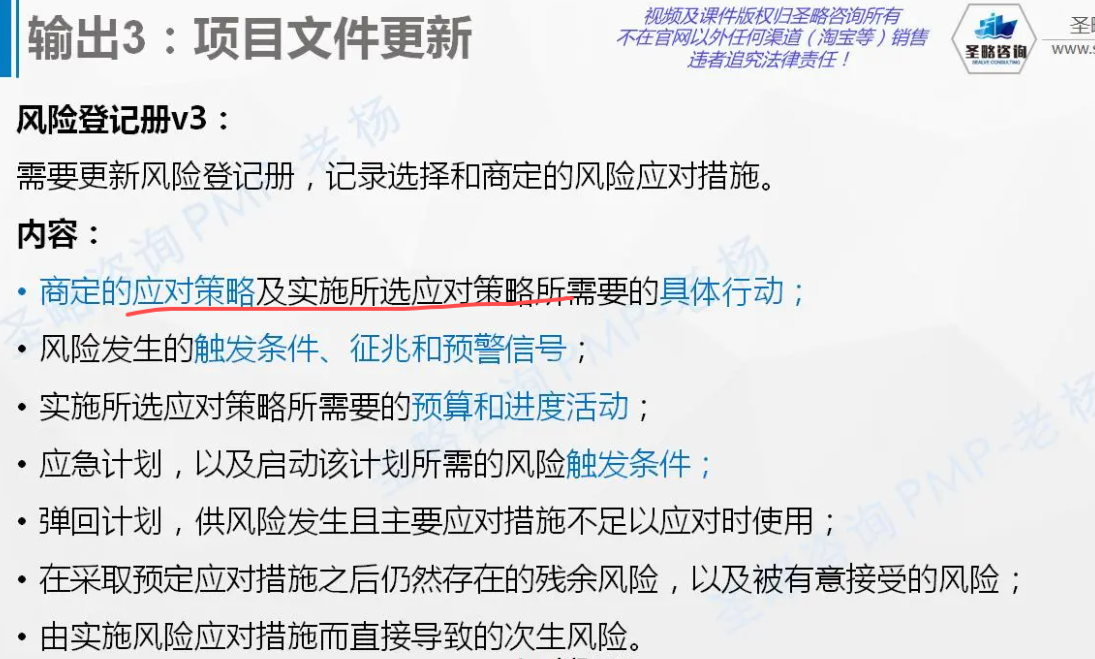 输出3：项目文件更新
视频及课件版权归圣略咨询所有
不在官网以外任何渠道（淘宝等）销售
违者追究法律责任！
圣略咨询
www.s
风险登记册v3：
需要更新风险登记册，记录选择和商定的风险应对措施。
内容：
• 商定的应对策略及实施所选应对策略所需要的具体行动；
• 风险发生的触发条件、征兆和预警信号；
• 实施所选应对策略所需要的预算和进度活动；
• 应急计划，以及启动该计划所需的风险触发条件；
• 弹回计划，供风险发生且主要应对措施不足以应对时使用；
• 在采取预定应对措施之后仍然存在的残余风险，以及被有意接受的风险；
• 由实施风险应对措施而直接导致的次生风险。
圣略咨询PMP-老杨
圣略咨询PMP-老杨
圣略咨询PMP-老杨